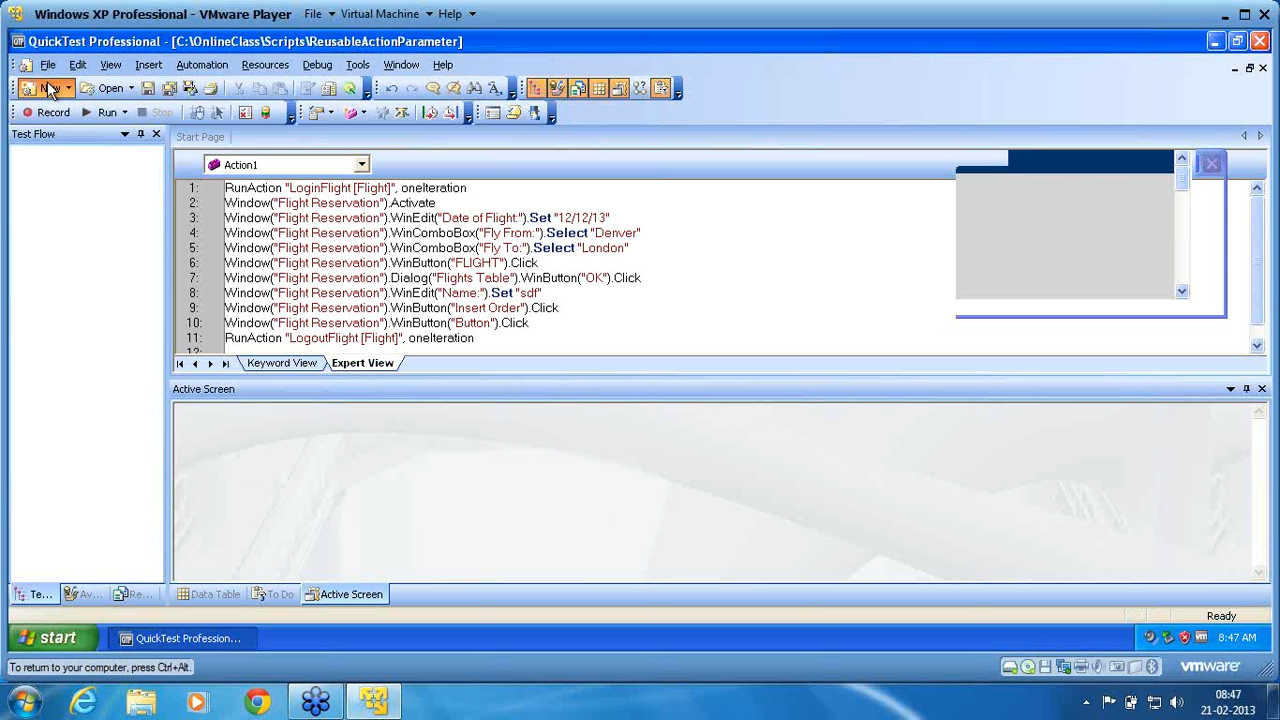 Windows XP Professional - VMware Player File Virtual Machine Help
QuickTest Professional - [C:\OnlineClass\Scripts\ReusableActionParameter]
File Edit View Insert Automation Resources Debug Tools Window Help
Open
Record Run Stop
Test Flow
Start Page
Action1
1: RunAction "LoginFlight [Flight]", oneIteration
2: Window("Flight Reservation").Activate
3: Window("Flight Reservation").WinEdit("Date of Flight:").Set "12/12/13"
4: Window("Flight Reservation").WinComboBox("Fly From:").Select "Denver"
5: Window("Flight Reservation").WinComboBox("Fly To:").Select "London"
6: Window("Flight Reservation").WinButton("FLIGHT").Click
7: Window("Flight Reservation").Dialog("Flights Table").WinButton("OK").Click
8: Window("Flight Reservation").WinEdit("Name:").Set "sdf"
9: Window("Flight Reservation").WinButton("Insert Order").Click
10: Window("Flight Reservation").WinButton("Button").Click
11: RunAction "LogoutFlight [Flight]", oneIteration
12:
Keyword View Expert View
Active Screen
Te... Av... Re... Data Table To Do Active Screen
Ready
start QuickTest Profession... 8:47 AM
To return to your computer, press Ctrl+Alt. vmware
08:47
21-02-2013